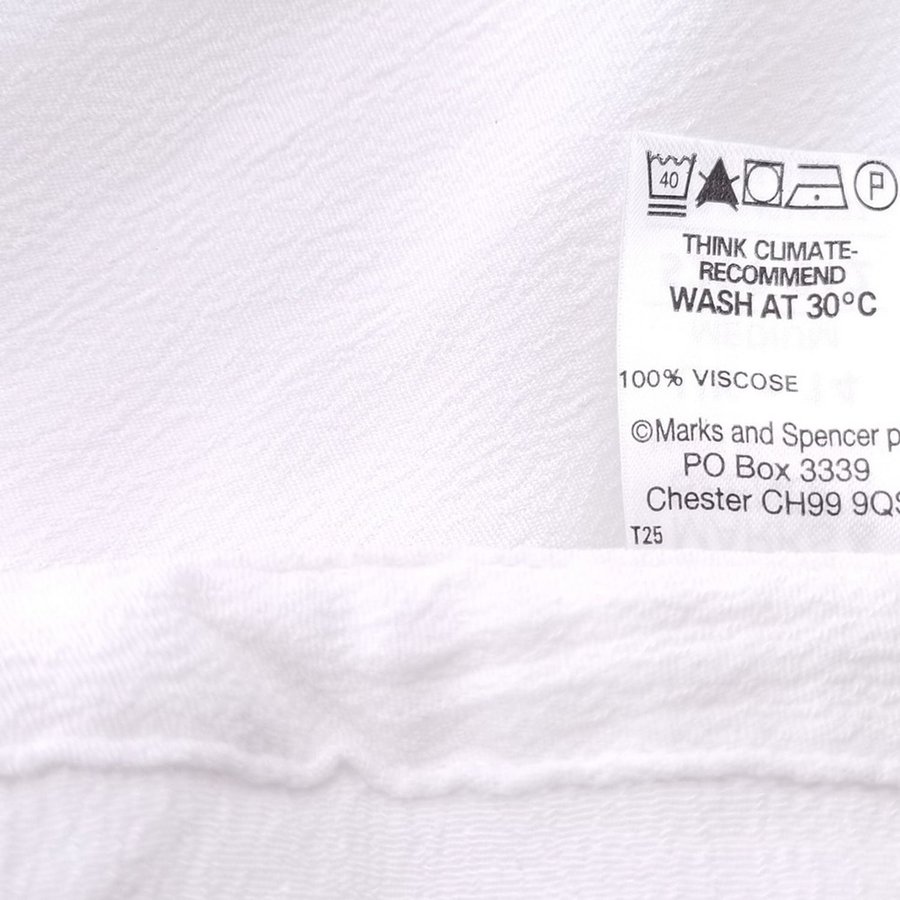 40
P
THINK CLIMATE-
RECOMMEND
WASH AT 30°C
100% VISCOSE
©Marks and Spencer p
PO Box 3339
Chester CH99 9QS
T25